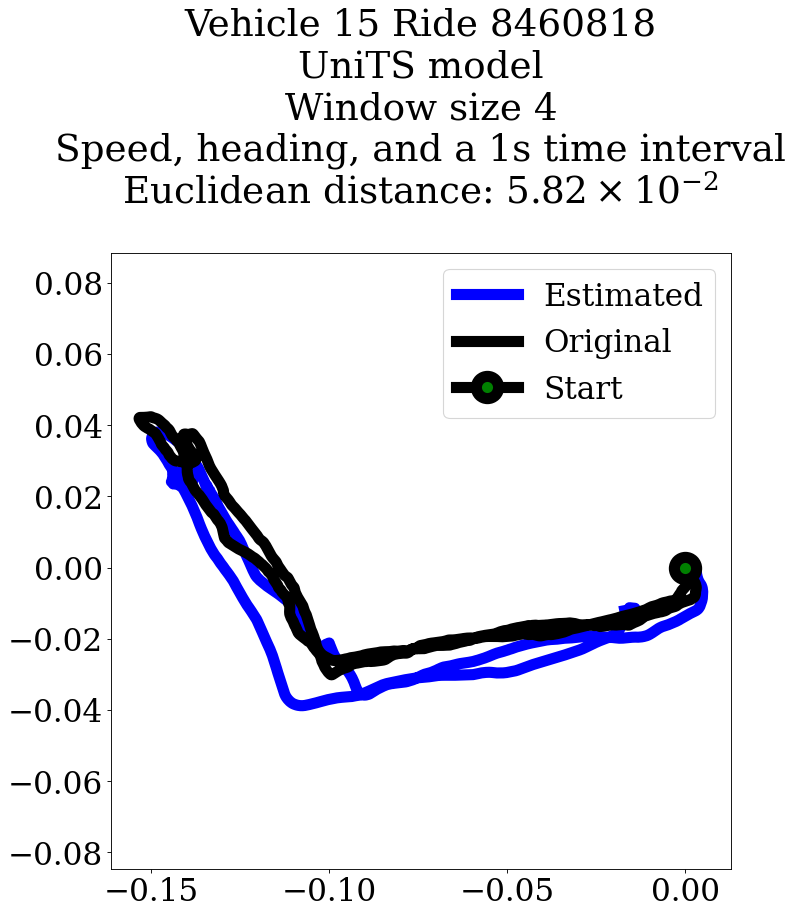 Vehicle 15 Ride 8460818
UniTS model
Window size 4
Speed, heading, and a 1s time interval
Euclidean distance: 5.82 × 10⁻²
Estimated
Original
Start
0.08
0.06
0.04
0.02
0.00
−0.02
−0.04
−0.06
−0.08
−0.15 −0.10 −0.05 0.00